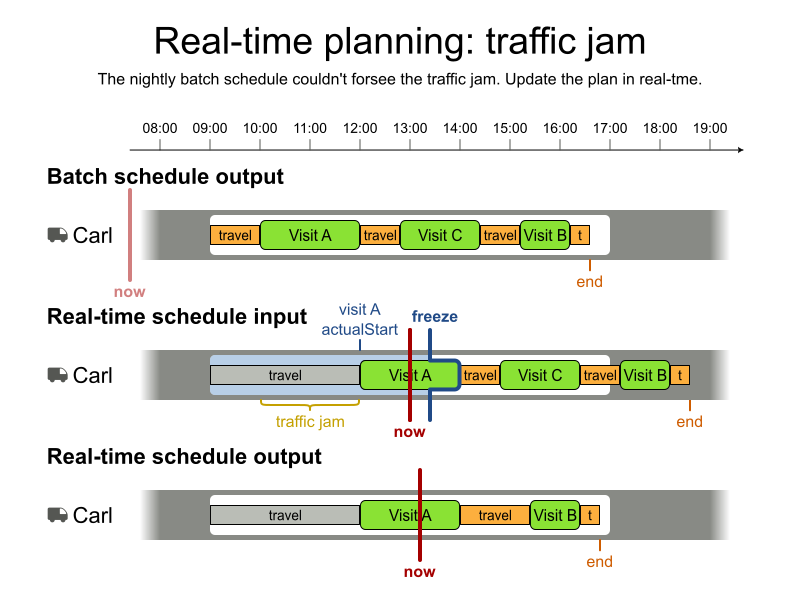 Real-time planning: traffic jam
The nightly batch schedule couldn't forsee the traffic jam. Update the plan in real-tme.
08:00 09:00 10:00 11:00 12:00 13:00 14:00 15:00 16:00 17:00 18:00 19:00
Batch schedule output
Carl
travel Visit A travel Visit C travel Visit B t
end
now
Real-time schedule input
visit A
actualStart
freeze
Carl
travel Visit A travel Visit C travel Visit B t
traffic jam
end
now
Real-time schedule output
Carl
travel Visit A travel Visit B t
end
now